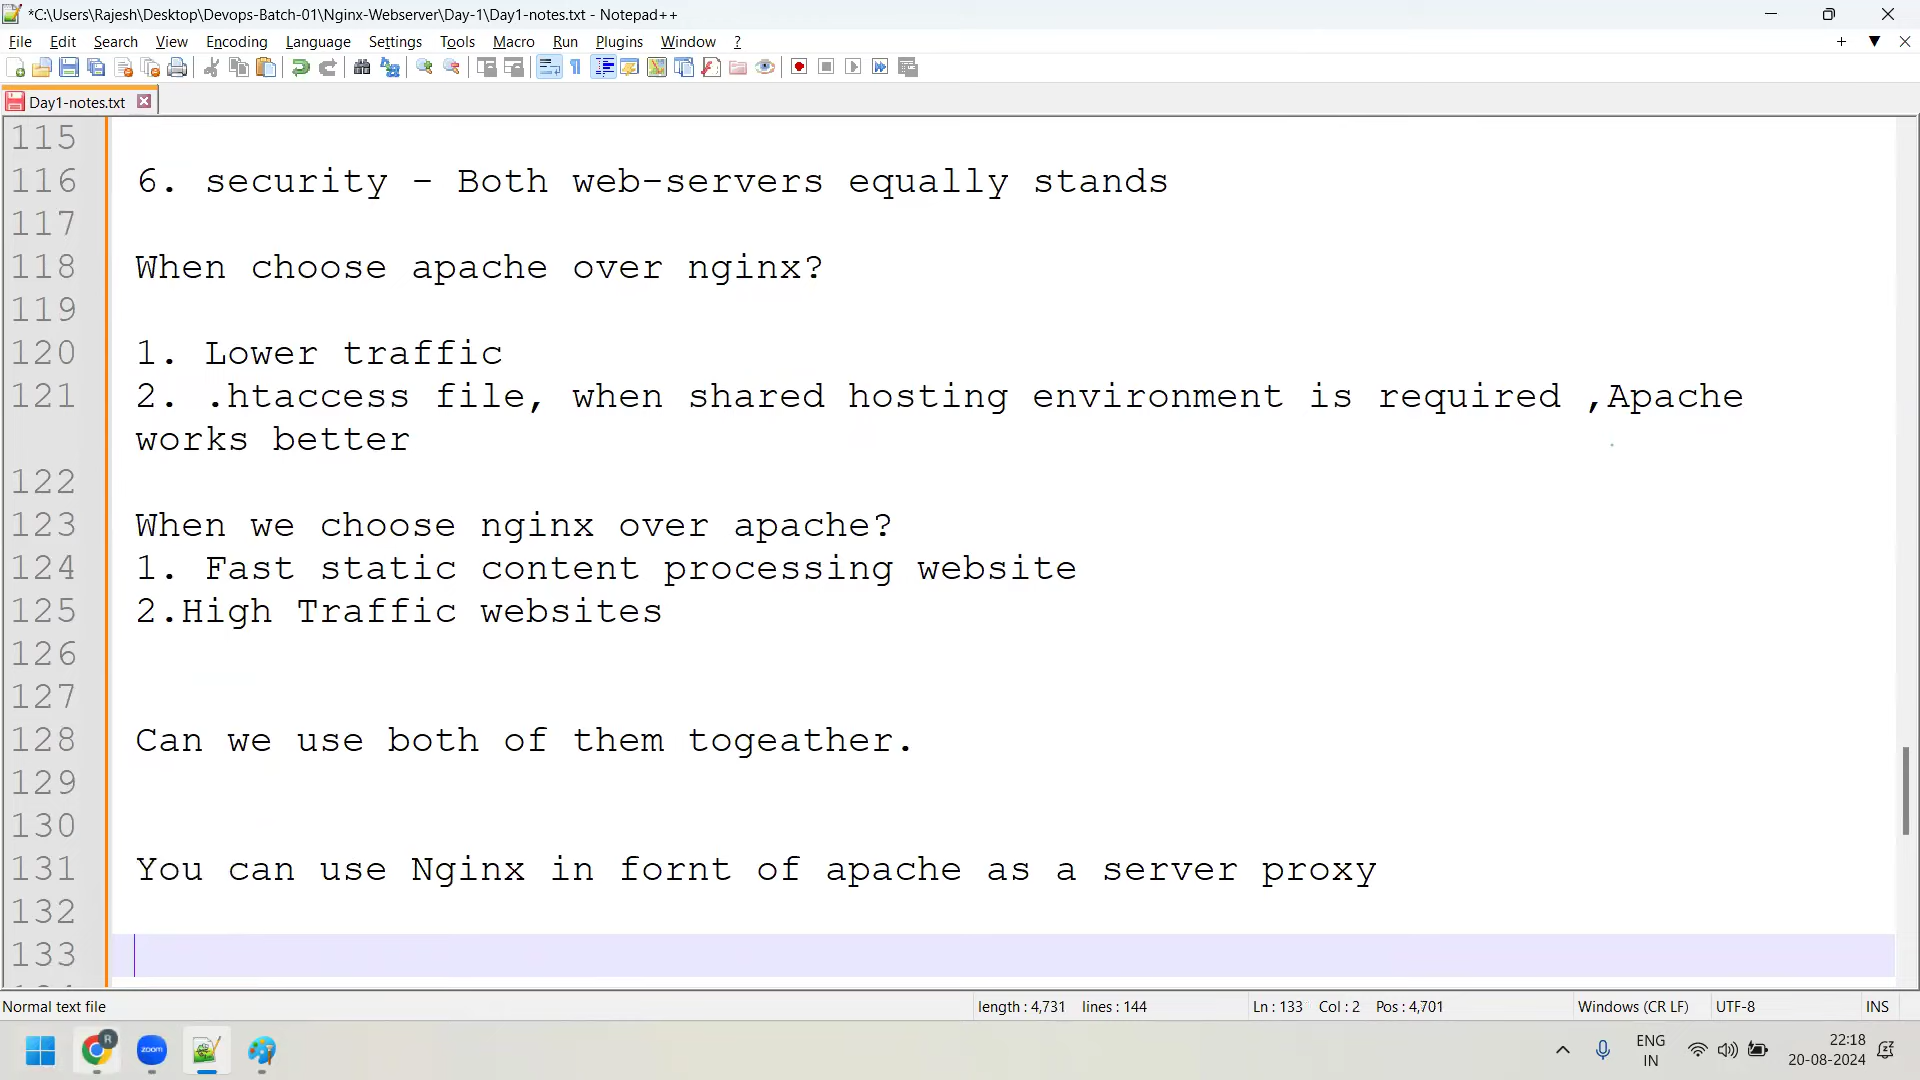 *C:\Users\Rajesh\Desktop\Devops-Batch-01\Nginx-Webserver\Day-1\Day1-notes.txt - Notepad++
File Edit Search View Encoding Language Settings Tools Macro Run Plugins Window ?
Day1-notes.txt
115
116 6. security - Both web-servers equally stands
117
118 When choose apache over nginx?
119
120 1. Lower traffic
121 2. .htaccess file, when shared hosting environment is required ,Apache
works better
122
123 When we choose nginx over apache?
124 1. Fast static content processing website
125 2.High Traffic websites
126
127
128 Can we use both of them togeather.
129
130
131 You can use Nginx in fornt of apache as a server proxy
132
133
Normal text file length : 4,731 lines : 144 Ln : 133 Col : 2 Pos : 4,701 Windows (CR LF) UTF-8 INS
R
zoom
ENG
IN
22:18
20-08-2024